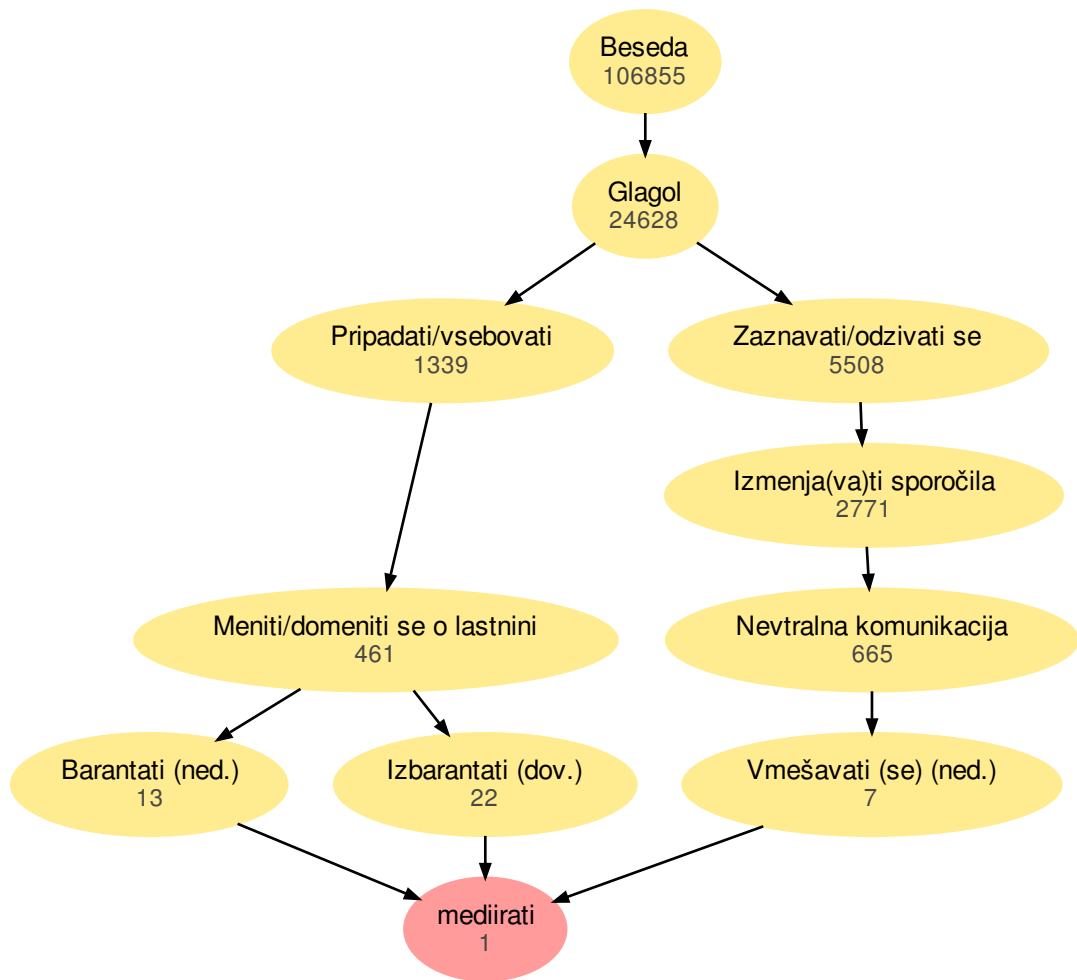 Beseda
106855
Glagol
24628
Pripadati/vsebovati
1339
Zaznavati/odzivati se
5508
Izmenja(va)ti sporočila
2771
Meniti/domeniti se o lastnini
461
Nevtralna komunikacija
665
Barantati (ned.)
13
Izbarantati (dov.)
22
Vmešavati (se) (ned.)
7
mediirati
1